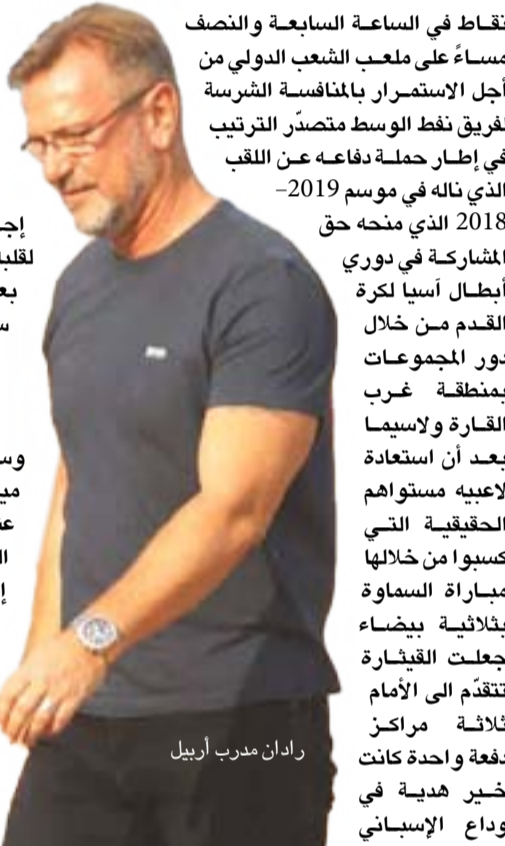 نقاط في الساعة السابعة والنصف
مساءً على ملعب الشعب الدولي من
أجل الاستمرار بالمنافسة الشرسة
لفريق نفط الوسط متصدّر الترتيب
في إطار حملة دفاعه عن اللقب
الذي ناله في موسم 2019-
2018 الذي منحه حق
المشاركة في دوري
أبطال آسيا لكرة
القدم من خلال
دور المجموعات
بمنطقة غرب
القارة ولاسيما
بعد أن استعادة
لاعبيه مستواهم
الحقيقية التي
كسبوا من خلالها
مباراة السماوة
بثلاثية بيضاء
جعلت القيثارة
تتقدّم الى الأمام
ثلاثة مراكز
دفعة واحدة كانت
خير هدية في
وداع الإسباني
رادان مدرب أربيل